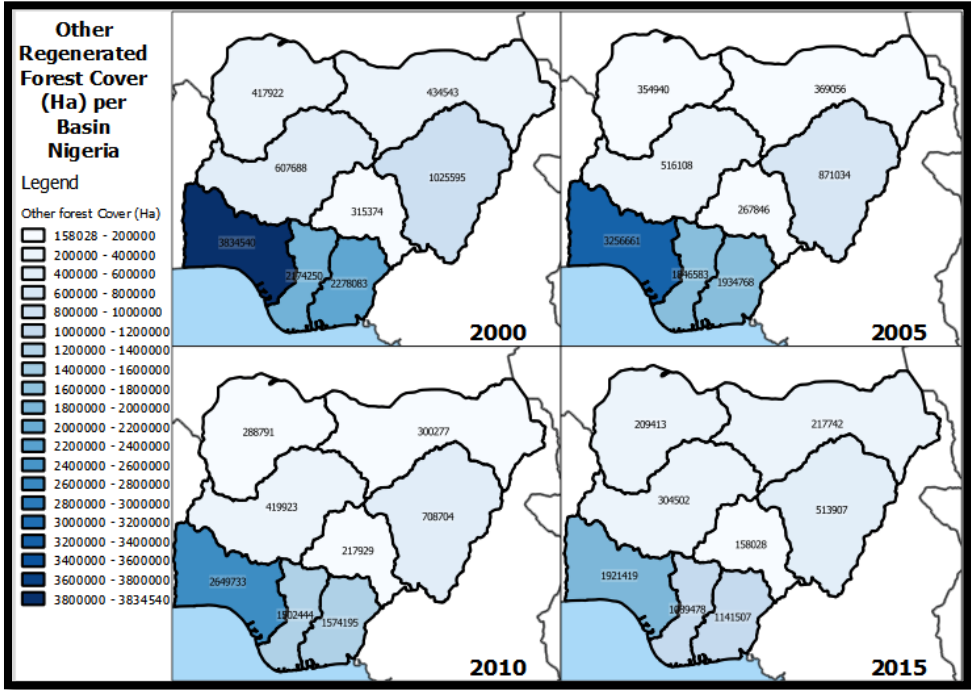 Other
Regenerated
Forest Cover
(Ha) per
Basin
Nigeria
Legend
Other forest Cover (Ha)
158028 - 200000
200000 - 400000
400000 - 600000
600000 - 800000
800000 - 1000000
1000000 - 1200000
1200000 - 1400000
1400000 - 1600000
1600000 - 1800000
1800000 - 2000000
2000000 - 2200000
2200000 - 2400000
2400000 - 2600000
2600000 - 2800000
2800000 - 3000000
3000000 - 3200000
3200000 - 3400000
3400000 - 3600000
3600000 - 3800000
3800000 - 3834540
417922
434543
607688
1025595
315374
3834540
2174250
2278083
2000
354940
369056
516108
871034
267846
3256661
1846583
1934768
2005
288791
300277
419923
708704
217929
2649733
1502444
1574195
2010
209413
217742
304502
513907
158028
1921419
1089478
1141507
2015